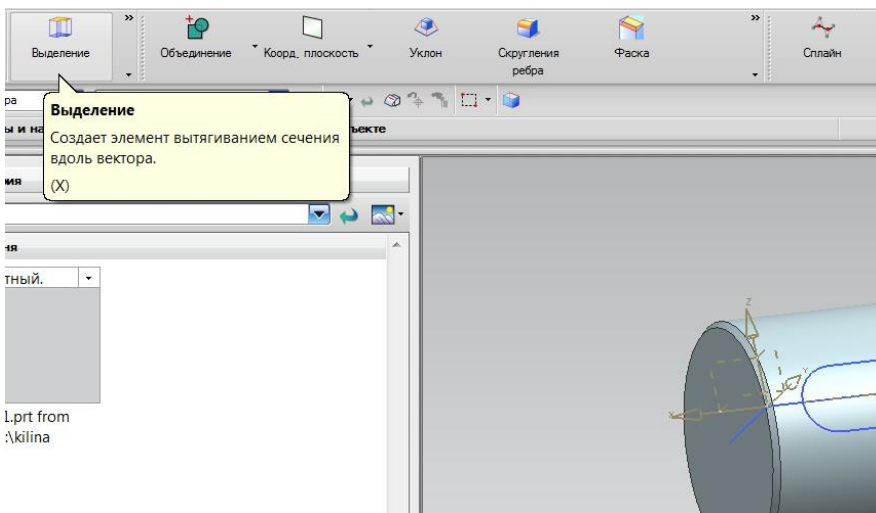 »
»
Выделение
Объединение
Коорд. плоскость
Уклон
Скругления
ребра
Фаска
Сплайн
ра
Выделение
Создает элемент вытягиванием сечения
вдоль вектора.
(X)
ы и на
ъекте
ия
ня
тный.
1.prt from
:\kilina
Z
Y
X